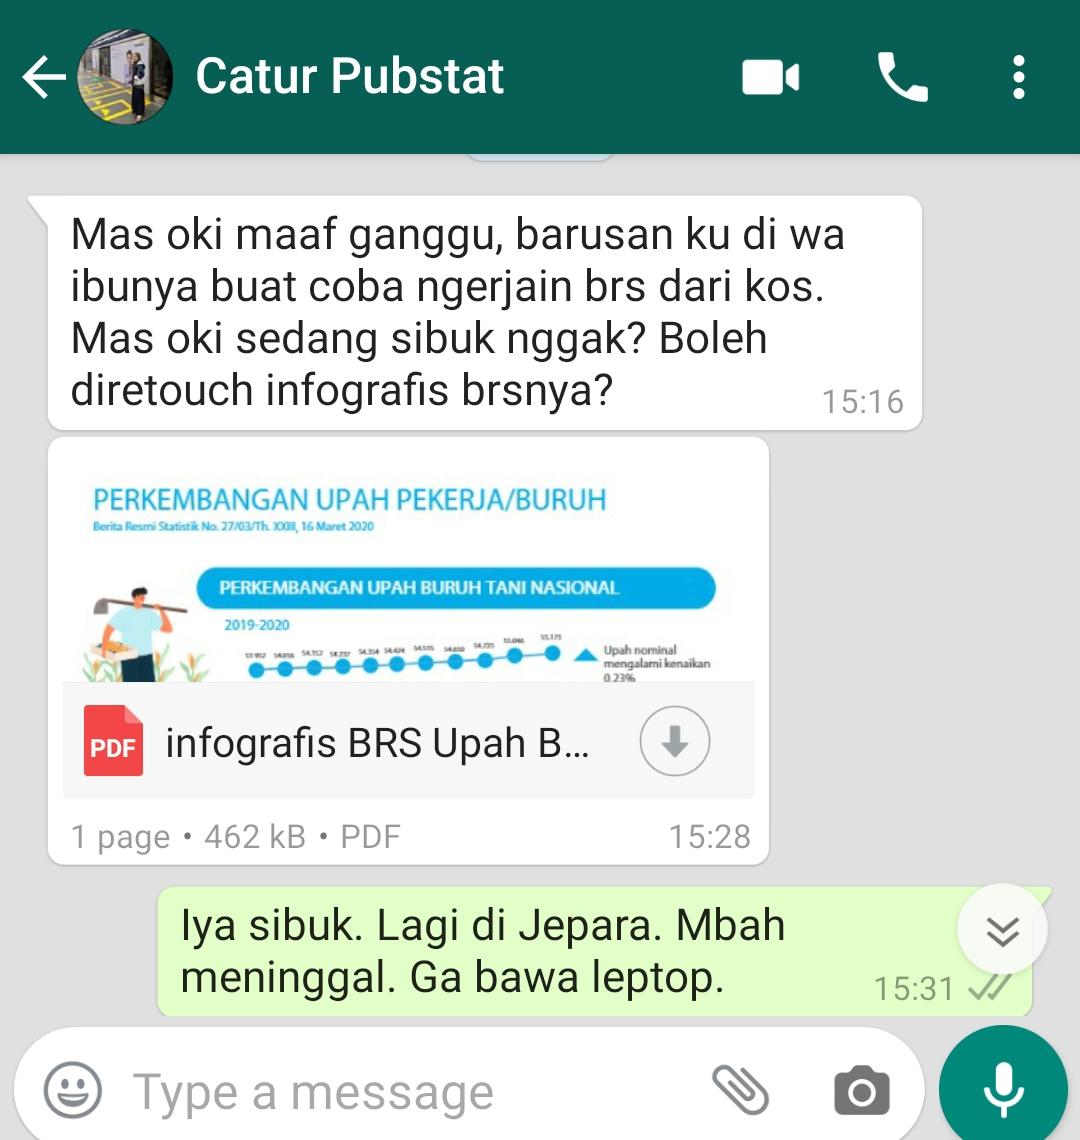 Catur Pubstat
Mas oki maaf ganggu, barusan ku di wa
ibunya buat coba ngerjain brs dari kos.
Mas oki sedang sibuk nggak? Boleh
diretouch infografis brsnya?
15:16
PERKEMBANGAN UPAH PEKERJA/BURUH
Berita Resmi Statistik No. 27/03/Th. XXIII, 16 Maret 2020
PERKEMBANGAN UPAH BURUH TANI NASIONAL
2019-2020
55.173
Upah nominal
mengalami kenaikan
0.23%
PDF
infografis BRS Upah B...
1 page • 462 kB • PDF
15:28
Iya sibuk. Lagi di Jepara. Mbah
meninggal. Ga bawa leptop.
15:31
Type a message